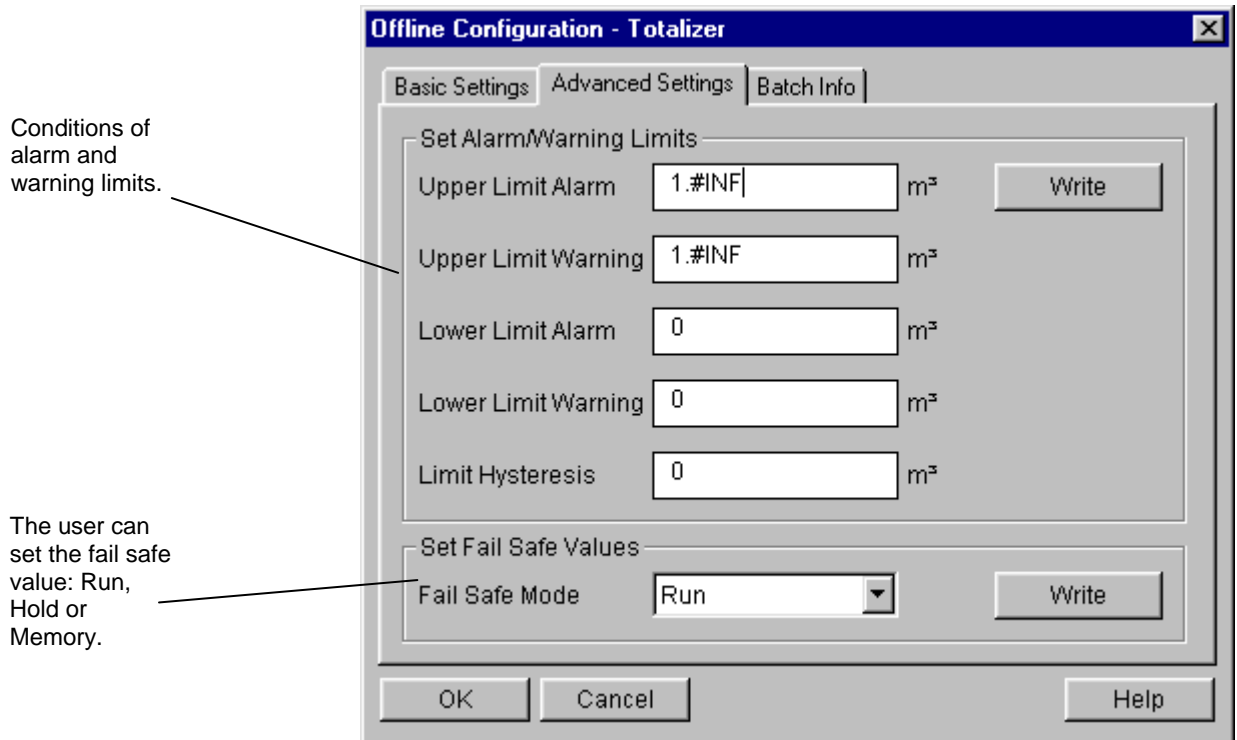 Offline Configuration - Totalizer
Basic Settings Advanced Settings Batch Info
Conditions of
alarm and
warning limits.
Set Alarm/Warning Limits
Upper Limit Alarm 1.#INF m³ Write
Upper Limit Warning 1.#INF m³
Lower Limit Alarm 0 m³
Lower Limit Warning 0 m³
Limit Hysteresis 0 m³
The user can
set the fail safe
value: Run,
Hold or
Memory.
Set Fail Safe Values
Fail Safe Mode Run Write
OK Cancel Help